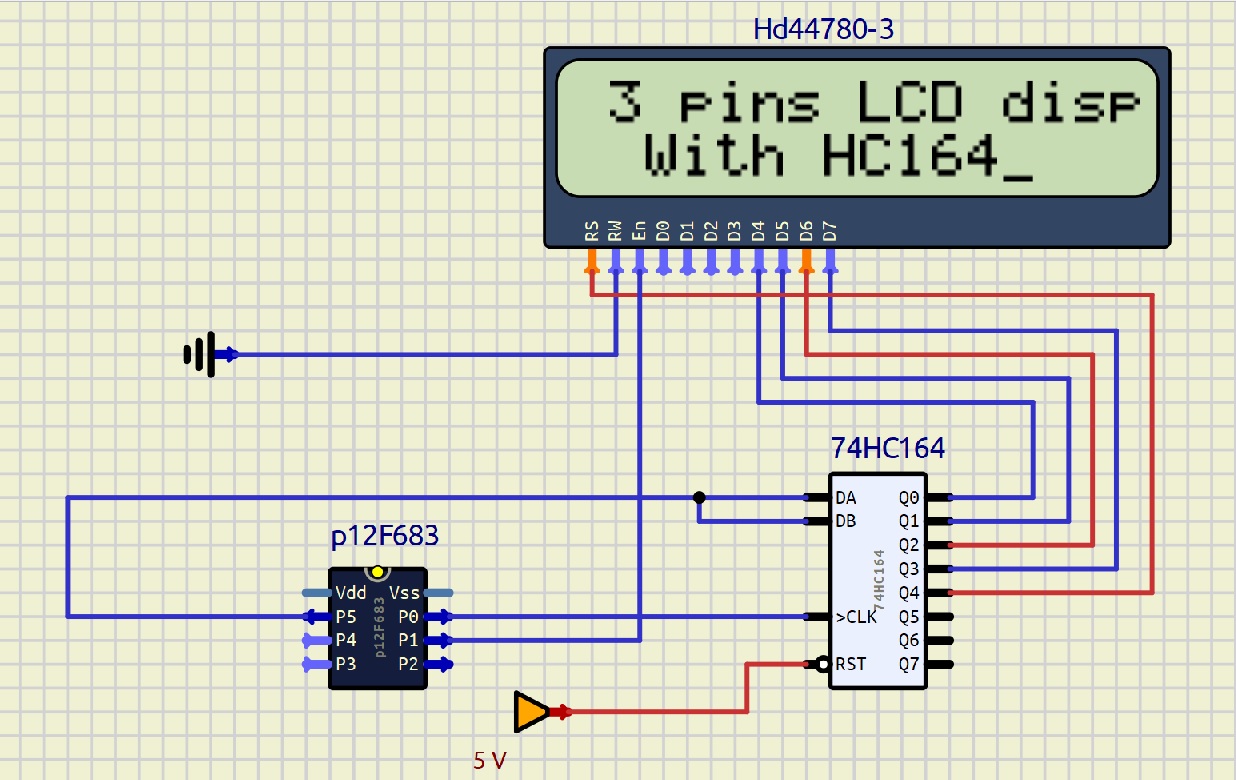 Hd44780-3
3 pins LCD disp
With HC164_
RS RW En D0 D1 D2 D3 D4 D5 D6 D7
74HC164
DA Q0
DB Q1
Q2
Q3
Q4
>CLK Q5
Q6
RST Q7
74HC164
p12F683
Vdd Vss
P5 P0
P4 P1
P3 P2
p12F683
5 V